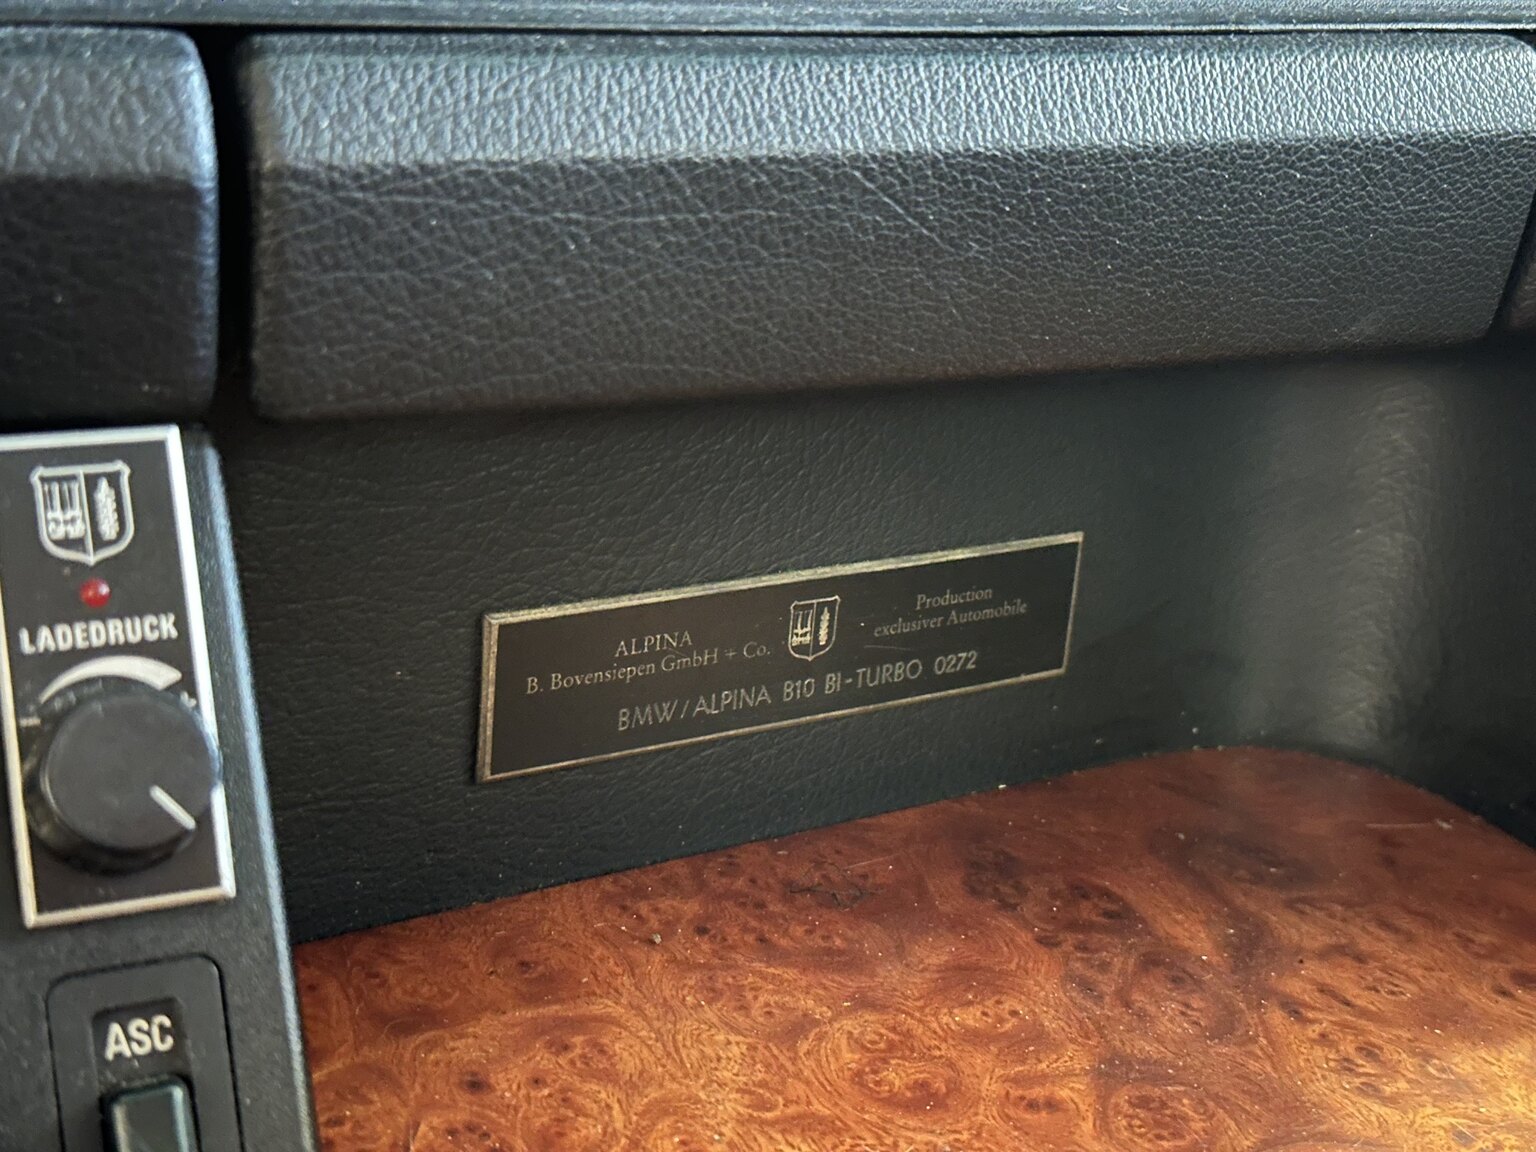 LADEDRUCK
ASC
ALPINA
B. Bovensiepen GmbH + Co.
Production
exclusiver Automobile
BMW/ALPINA B10 BI-TURBO 0272